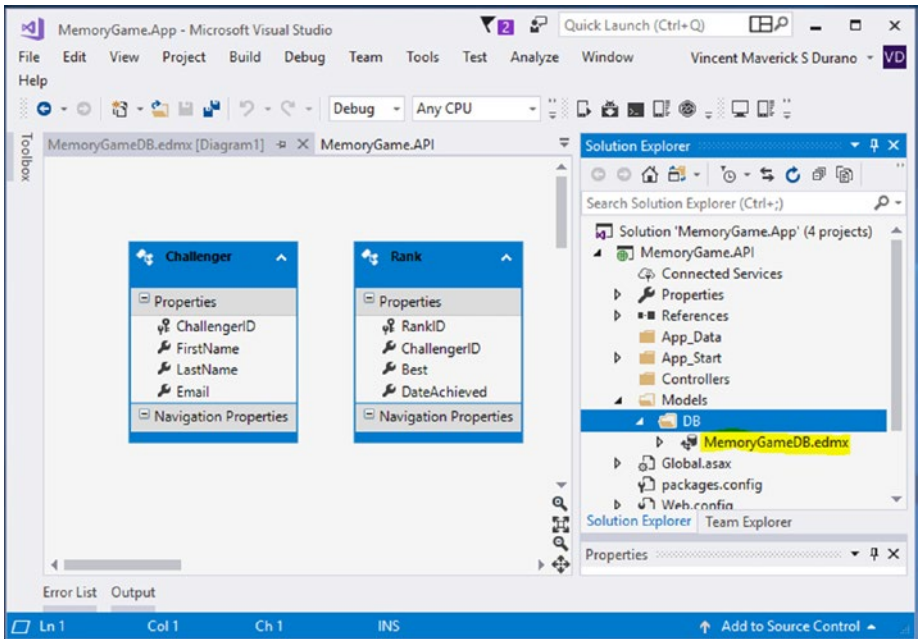 MemoryGame.App - Microsoft Visual Studio
2
Quick Launch (Ctrl+Q)
File Edit View Project Build Debug Team Tools Test Analyze Window Vincent Maverick S Durano VD
Help
Debug Any CPU
Toolbox
MemoryGameDB.edmx [Diagram1] MemoryGame.API
Challenger
Properties
ChallengerID
FirstName
LastName
Email
Navigation Properties
Rank
Properties
RankID
ChallengerID
Best
DateAchieved
Navigation Properties
Solution Explorer
Search Solution Explorer (Ctrl+;)
Solution 'MemoryGame.App' (4 projects)
MemoryGame.API
Connected Services
Properties
References
App_Data
App_Start
Controllers
Models
DB
MemoryGameDB.edmx
Global.asax
packages.config
Web.config
Solution Explorer Team Explorer
Properties
Error List Output
Ln 1 Col 1 Ch 1 INS Add to Source Control